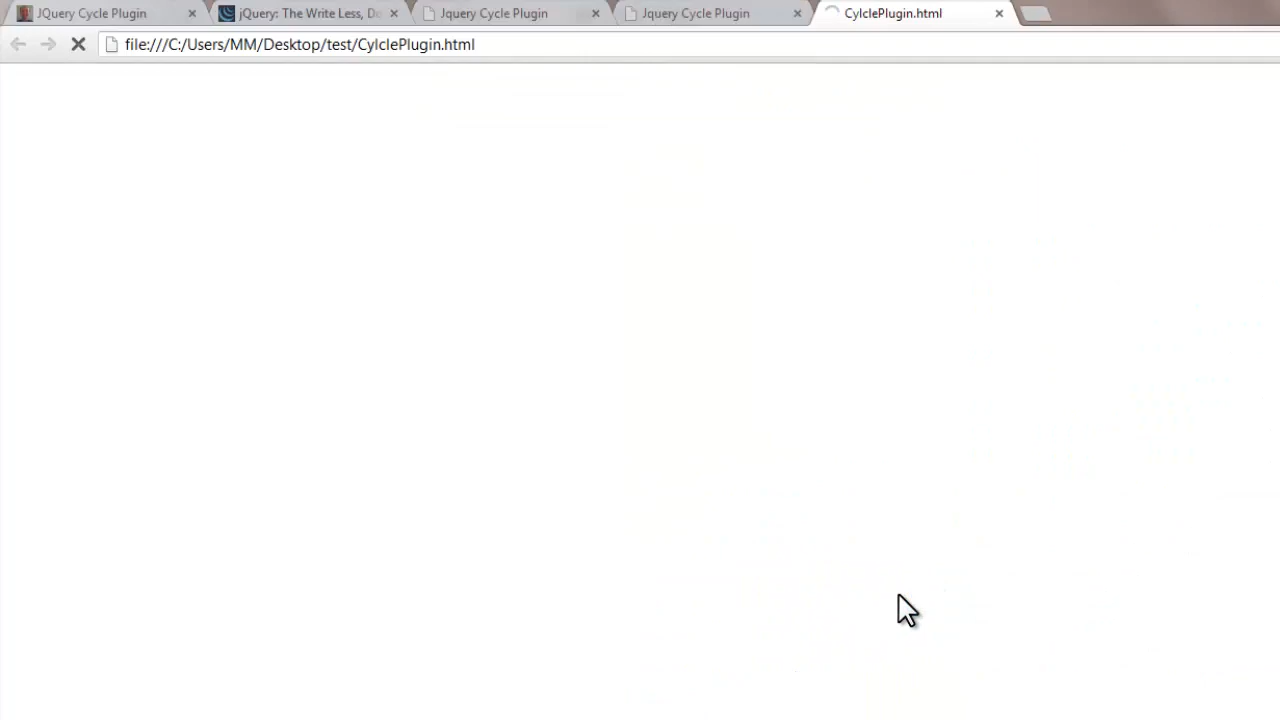 JQuery Cycle Plugin
jQuery: The Write Less, Do
Jquery Cycle Plugin
Jquery Cycle Plugin
CylclePlugin.html
file:///C:/Users/MM/Desktop/test/CylclePlugin.html